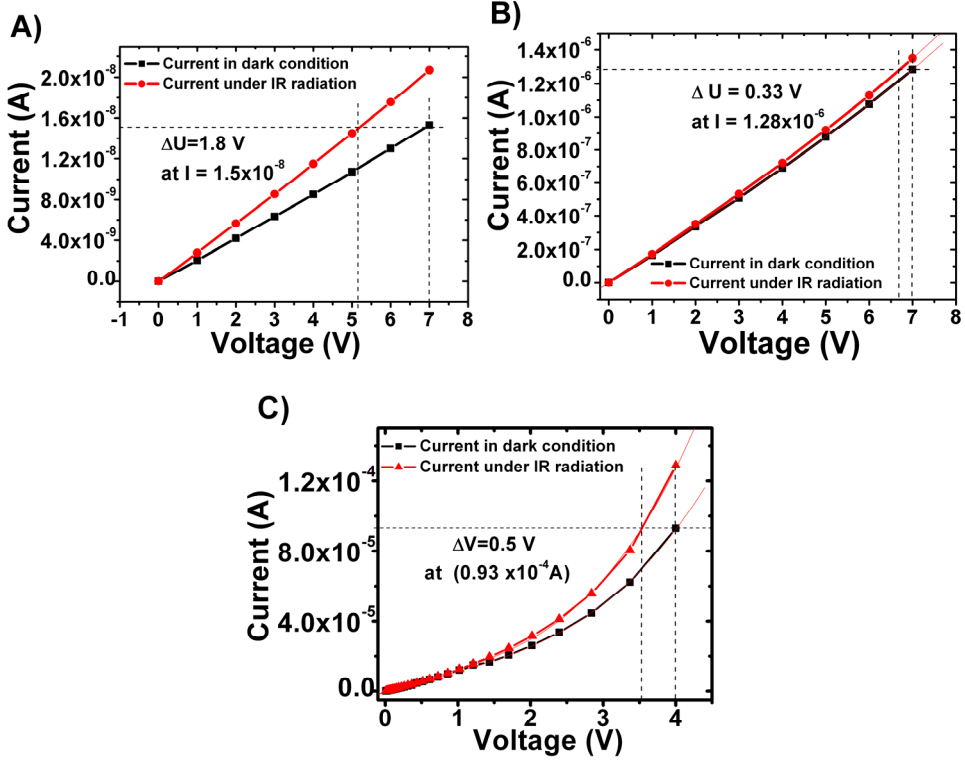 A)
Current in dark condition
Current under IR radiation
2.0x10⁻⁸
1.6x10⁻⁸
1.2x10⁻⁸
8.0x10⁻⁹
4.0x10⁻⁹
0.0
Current (A)
ΔU=1.8 V
at I = 1.5x10⁻⁸
-1 0 1 2 3 4 5 6 7 8
Voltage (V)
B)
1.4x10⁻⁶
1.2x10⁻⁶
1.0x10⁻⁶
8.0x10⁻⁷
6.0x10⁻⁷
4.0x10⁻⁷
2.0x10⁻⁷
0.0
Current (A)
Δ U = 0.33 V
at I = 1.28x10⁻⁶
Current in dark condition
Current under IR radiation
0 1 2 3 4 5 6 7 8
Voltage (V)
C)
Current in dark condition
Current under IR radiation
1.2x10⁻⁴
8.0x10⁻⁵
4.0x10⁻⁵
0.0
Current (A)
ΔV=0.5 V
at (0.93 x10⁻⁴A)
0 1 2 3 4
Voltage (V)